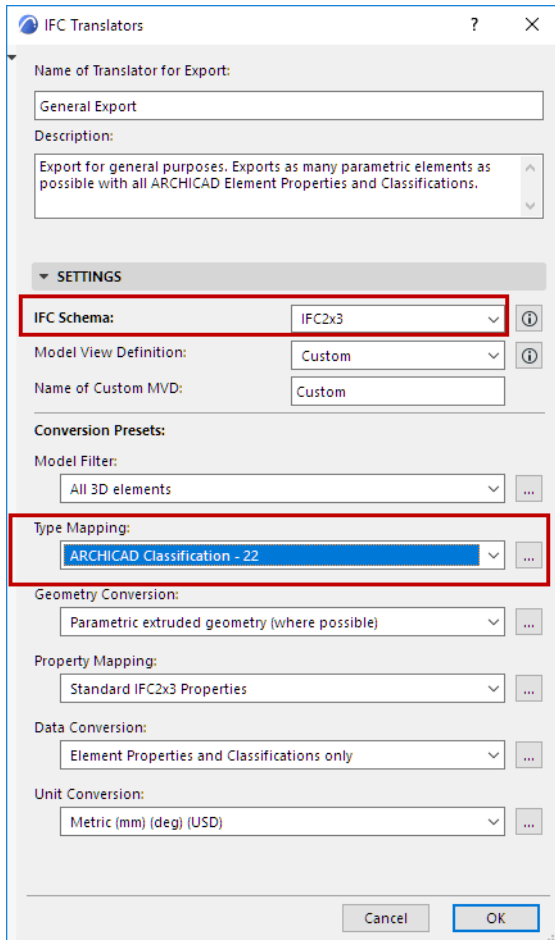 IFC Translators ?
Name of Translator for Export:
General Export
Description:
Export for general purposes. Exports as many parametric elements as
possible with all ARCHICAD Element Properties and Classifications.
SETTINGS
IFC Schema: IFC2x3
Model View Definition: Custom
Name of Custom MVD: Custom
Conversion Presets:
Model Filter:
All 3D elements ...
Type Mapping:
ARCHICAD Classification - 22 ...
Geometry Conversion:
Parametric extruded geometry (where possible) ...
Property Mapping:
Standard IFC2x3 Properties ...
Data Conversion:
Element Properties and Classifications only ...
Unit Conversion:
Metric (mm) (deg) (USD) ...
Cancel OK